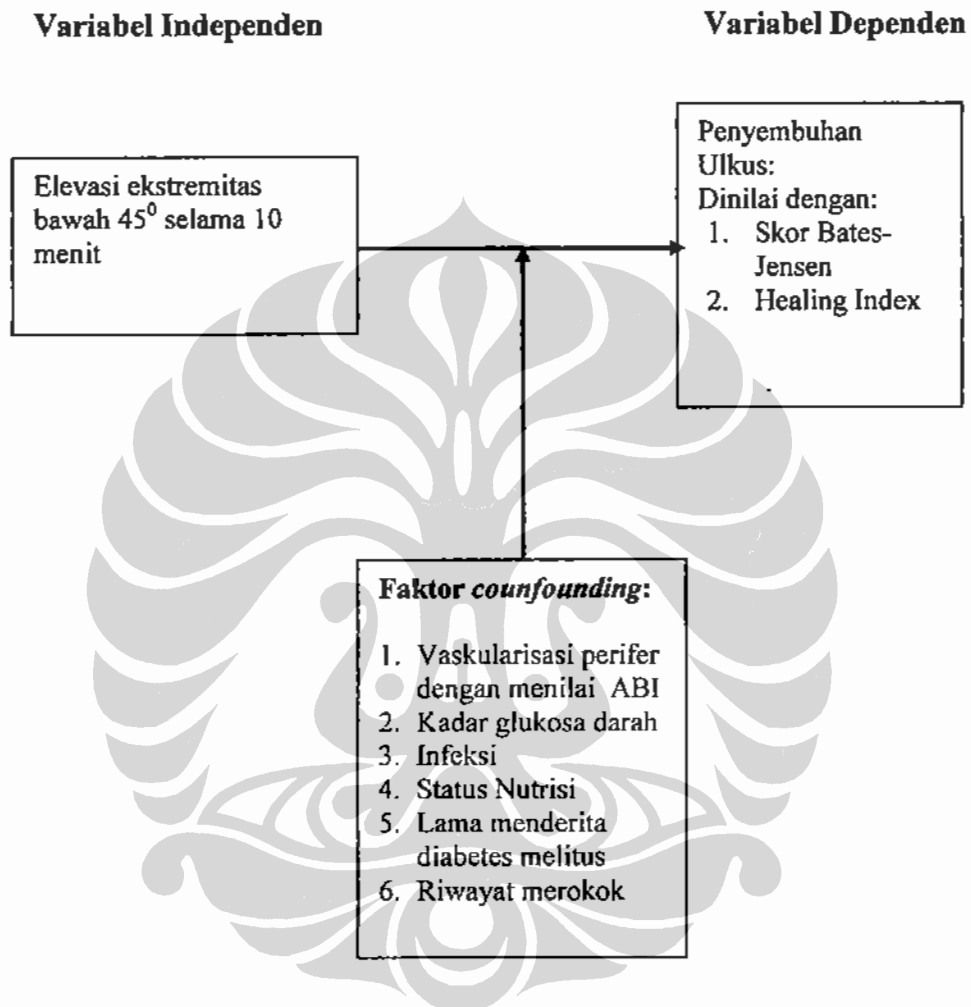 Variabel Independen
Variabel Dependen
Elevasi ekstremitas
bawah 45⁰ selama 10
menit
Penyembuhan
Ulkus:
Dinilai dengan:
1. Skor Bates-
Jensen
2. Healing Index
Faktor counfounding:
1. Vaskularisasi perifer
dengan menilai ABI
2. Kadar glukosa darah
3. Infeksi
4. Status Nutrisi
5. Lama menderita
diabetes melitus
6. Riwayat merokok